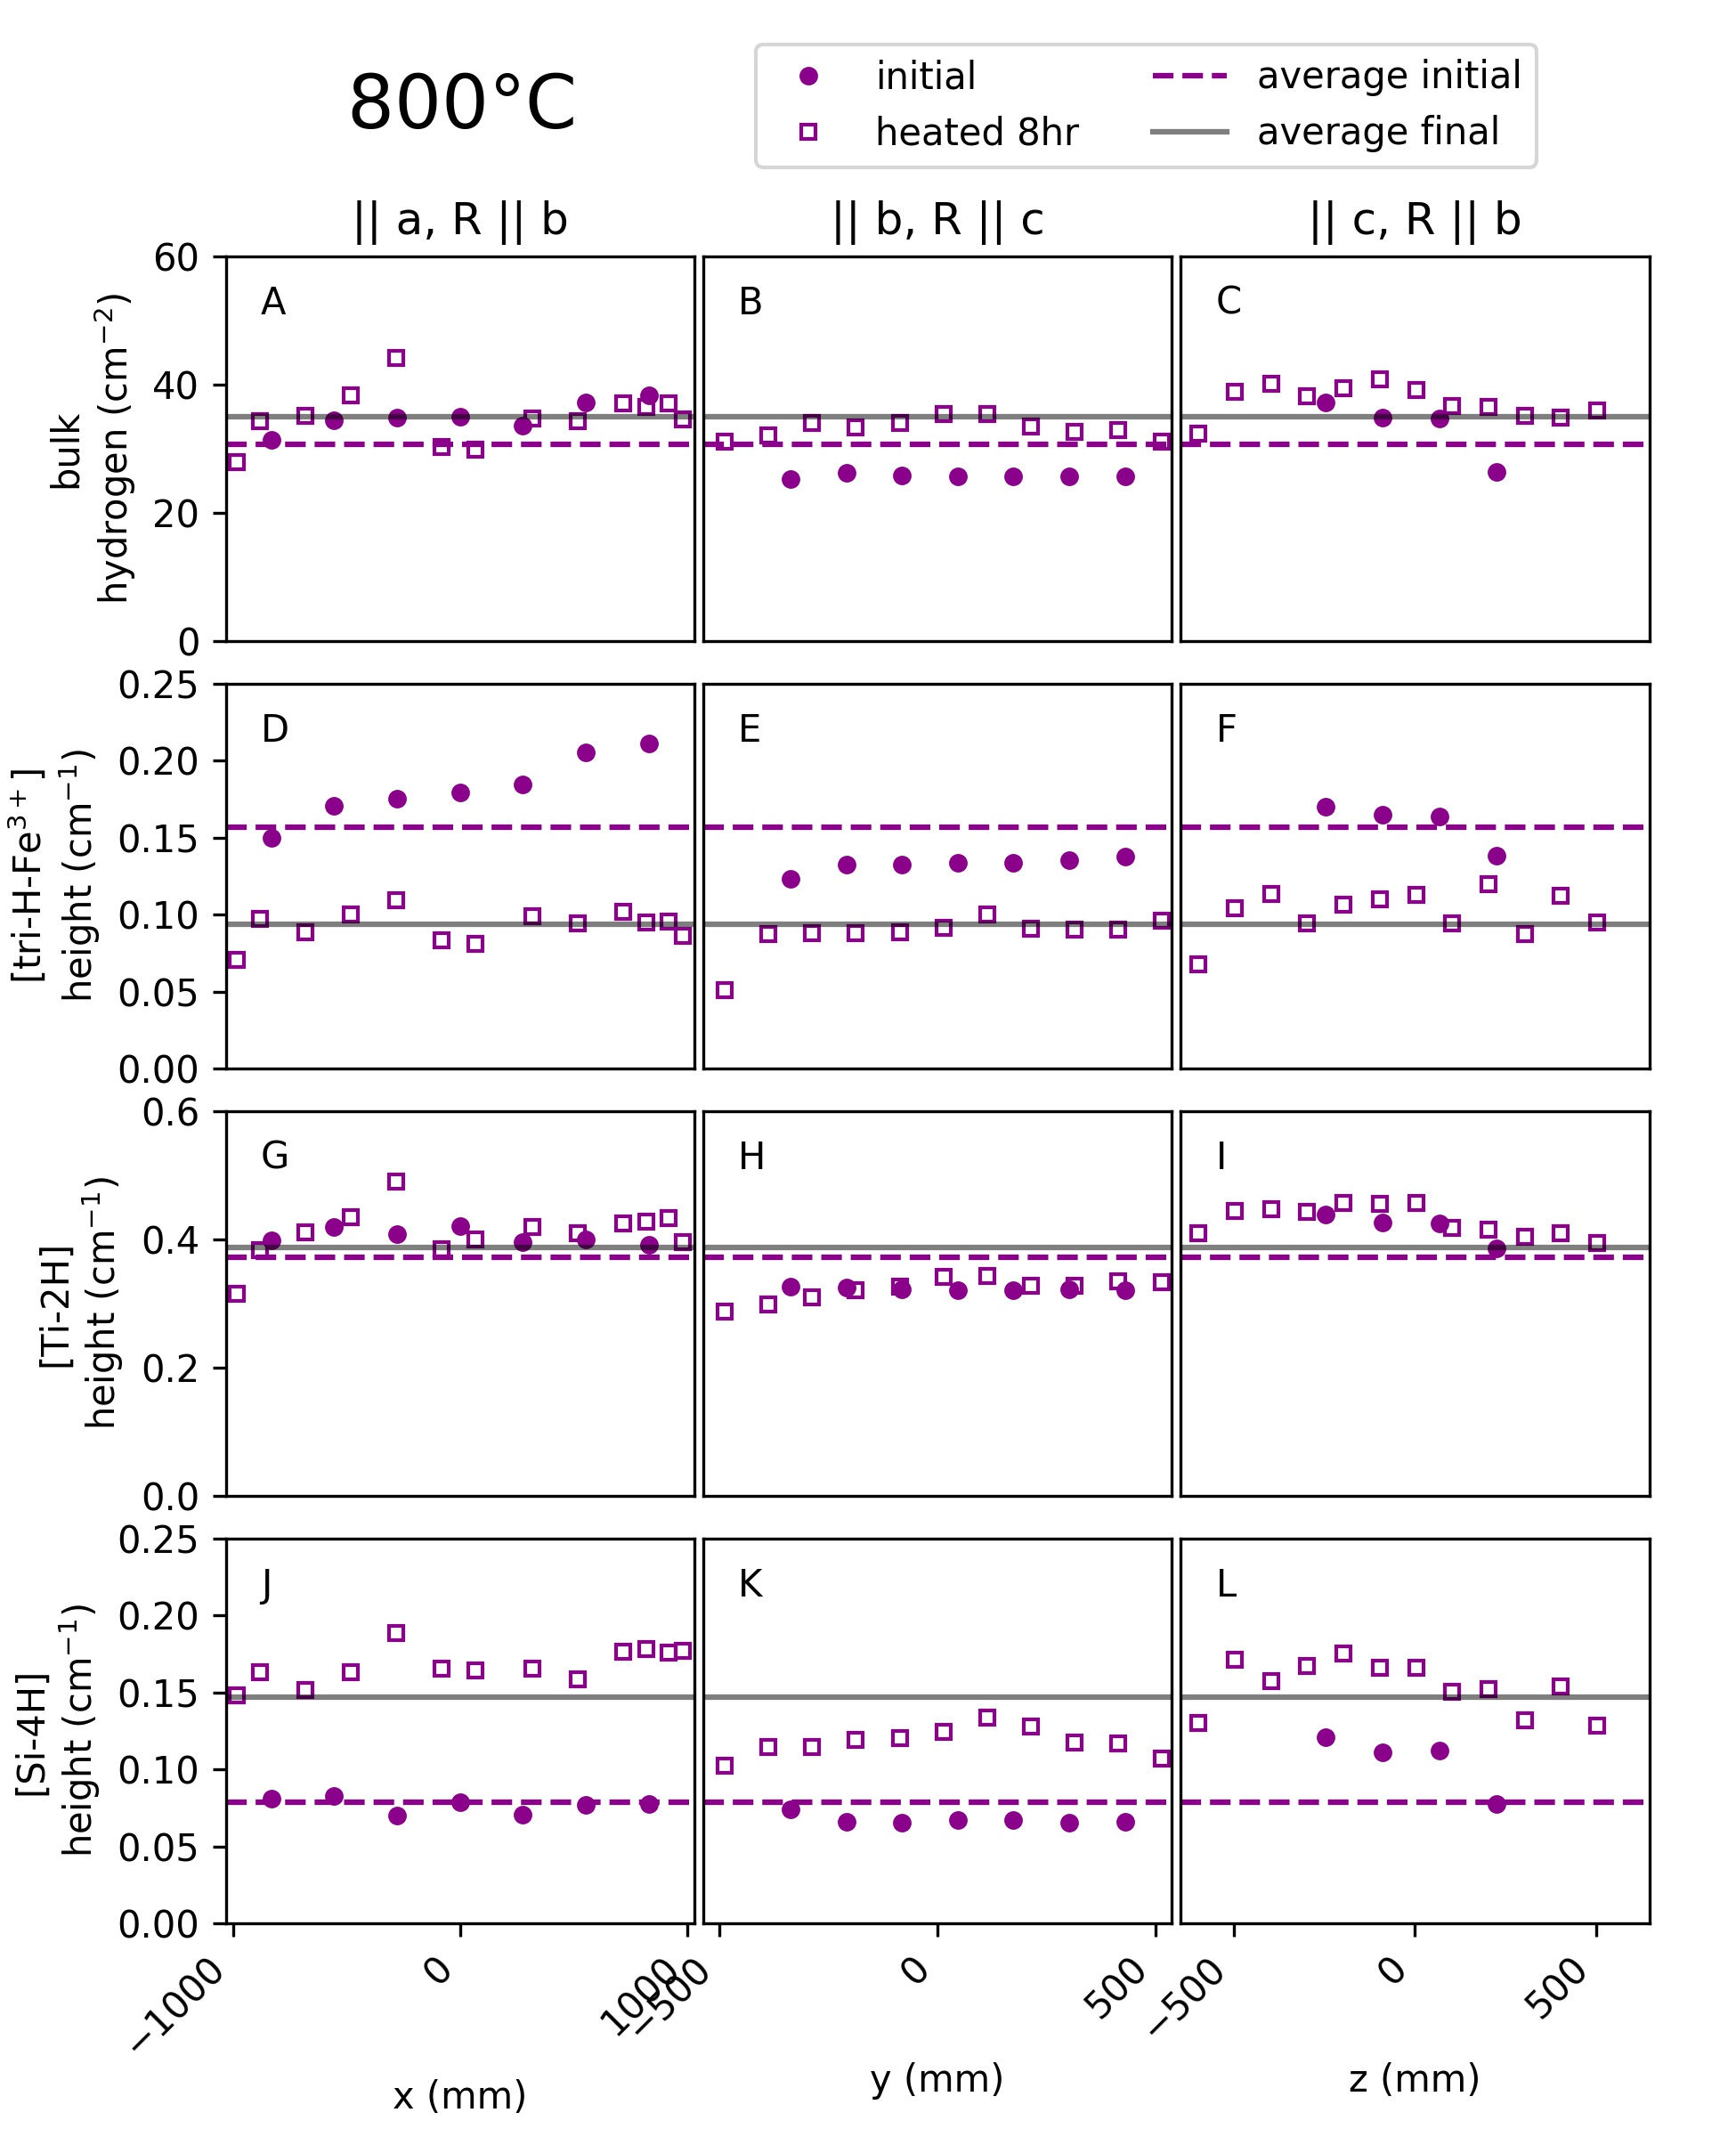 800°C
initial
heated 8hr
average initial
average final
|| a, R || b
|| b, R || c
|| c, R || b
bulk
hydrogen (cm⁻²)
60
40
20
0
A
B
C
[tri-H-Fe³⁺]
height (cm⁻¹)
0.25
0.20
0.15
0.10
0.05
0.00
D
E
F
[Ti-2H]
height (cm⁻¹)
0.6
0.4
0.2
0.0
G
H
I
[Si-4H]
height (cm⁻¹)
0.25
0.20
0.15
0.10
0.05
0.00
J
K
L
−1000 0 1000
−500 0 500
−500 0 500
x (mm)
y (mm)
z (mm)